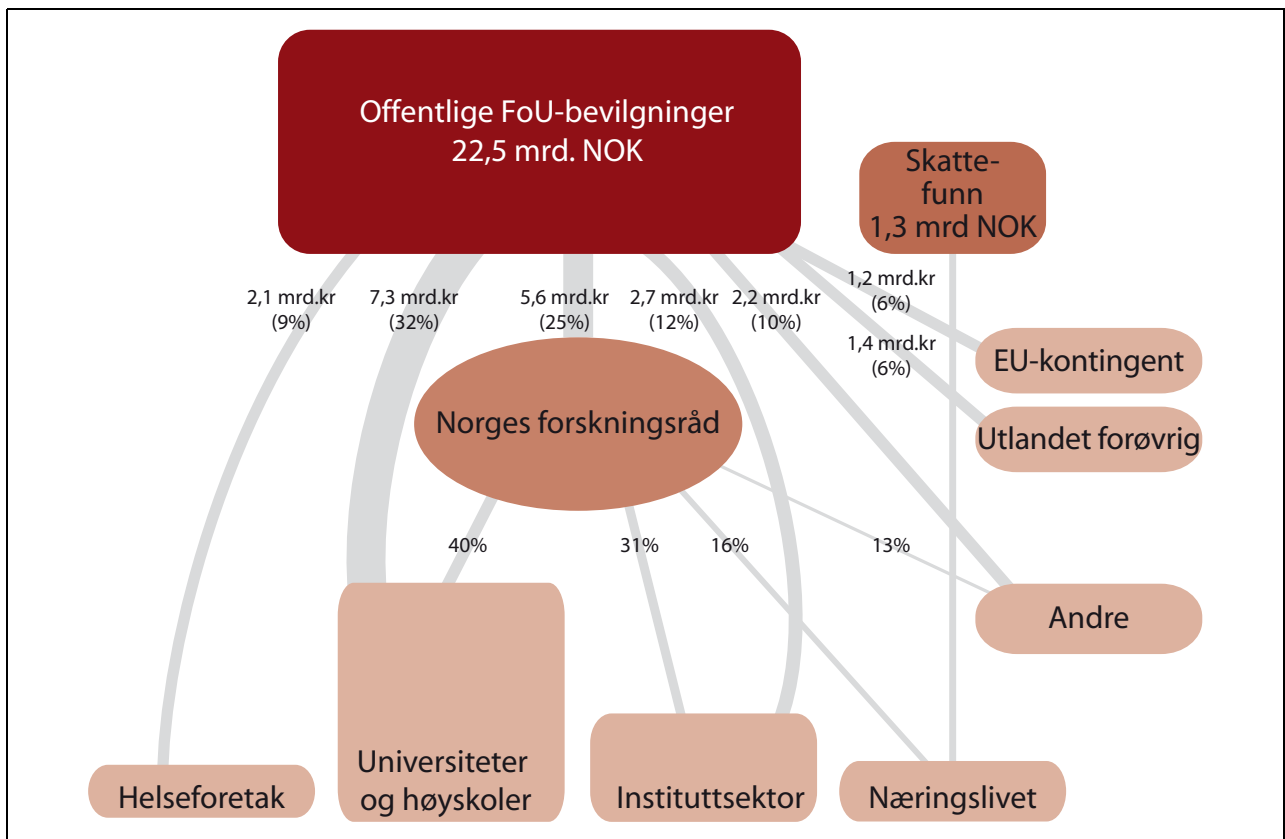 Offentlige FoU-bevilgninger
22,5 mrd. NOK
Skatte-
funn
1,3 mrd NOK
2,1 mrd.kr
(9%)
7,3 mrd.kr
(32%)
5,6 mrd.kr
(25%)
2,7 mrd.kr
(12%)
2,2 mrd.kr
(10%)
1,2 mrd.kr
(6%)
1,4 mrd.kr
(6%)
EU-kontingent
Utlandet forøvrig
Norges forskningsråd
40%
31%
16%
13%
Andre
Helseforetak
Universiteter
og høyskoler
Instituttsektor
Næringslivet